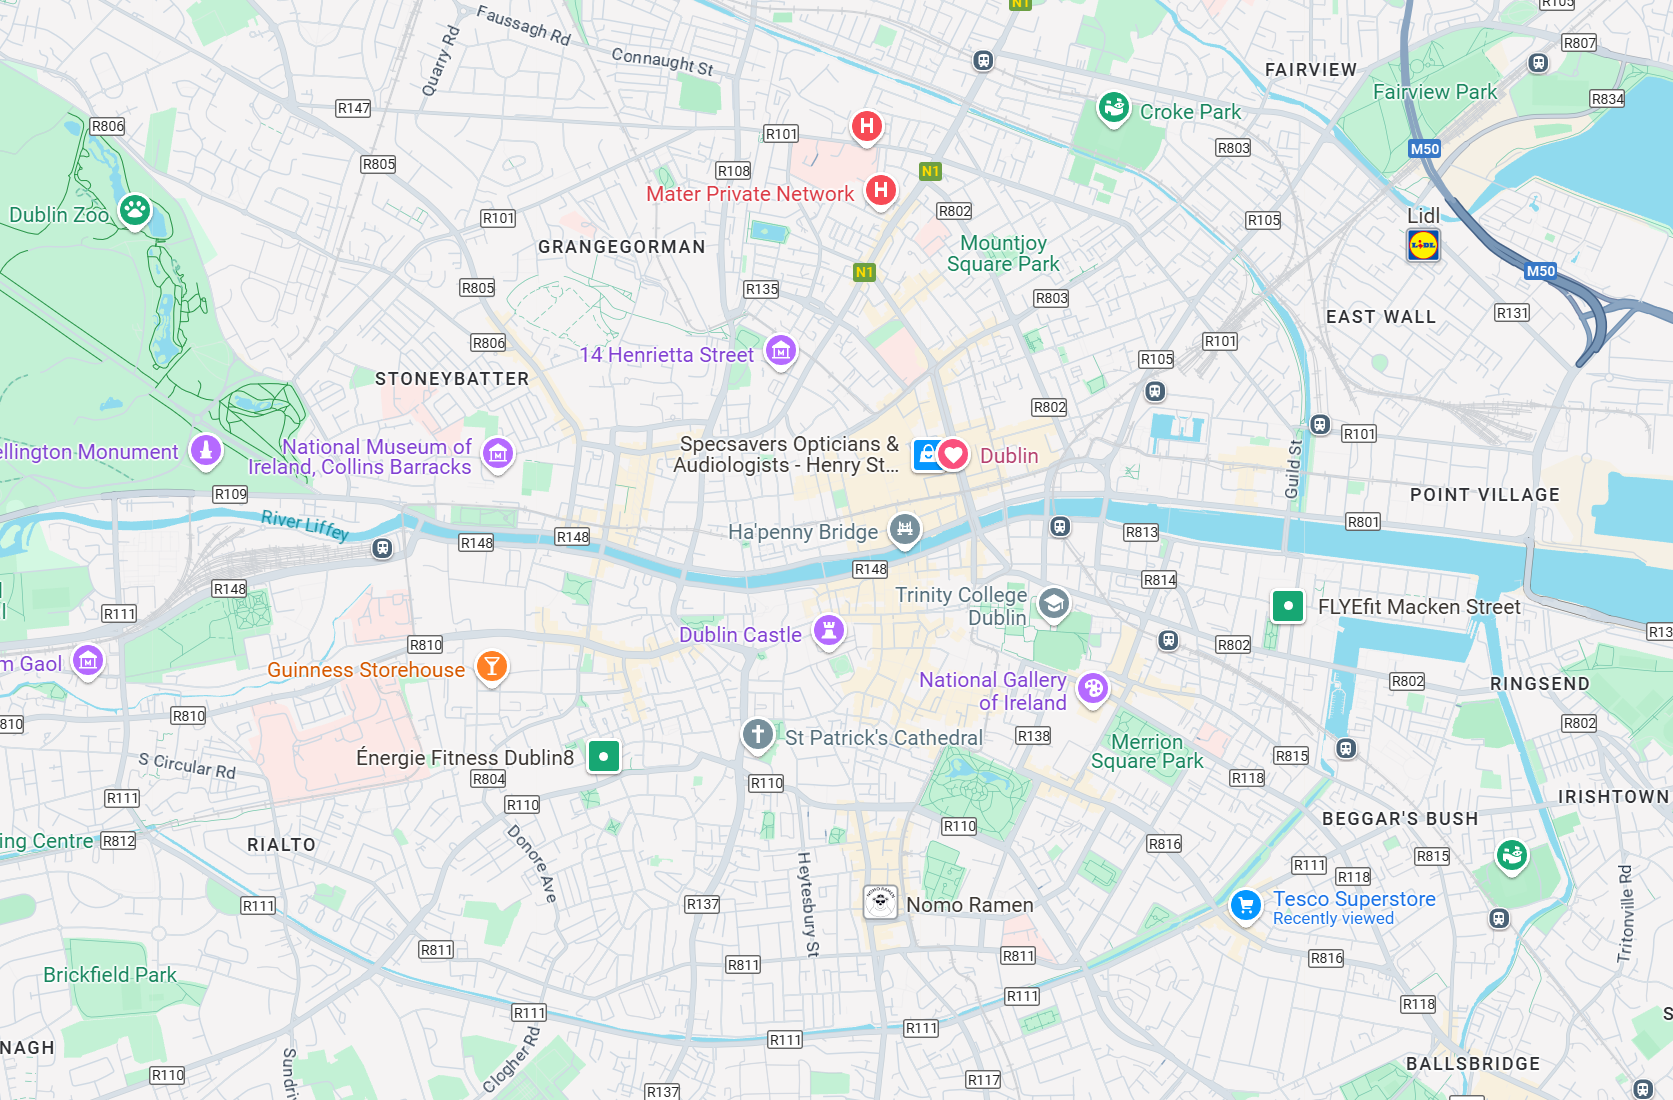 N1
R105
Faussagh Rd
Quarry Rd
Connaught St
R807
FAIRVIEW
Fairview Park
R834
R147
Croke Park
R806
R101
H
R803
M50
R805
R108
N1
Mater Private Network
H
Dublin Zoo
R101
R802
R105
Lidl
LIDL
GRANGEGORMAN
Mountjoy
Square Park
N1
M50
R805
R135
R803
R131
EAST WALL
R806
R101
14 Henrietta Street
R105
STONEYBATTER
R802
R101
ellington Monument
National Museum of
Ireland, Collins Barracks
Specsavers Opticians &
Audiologists - Henry St...
Dublin
Guild St
R109
POINT VILLAGE
River Liffey
R801
Ha'penny Bridge
R813
R148
R148
R148
R814
R148
Trinity College
Dublin
FLYEfit Macken Street
R111
R13
Dublin Castle
R810
R802
m Gaol
Guinness Storehouse
National Gallery
of Ireland
R802
RINGSEND
810
R810
R802
St Patrick's Cathedral
R138
Merrion
Square Park
S Circular Rd
Énergie Fitness Dublin8
R815
R804
R118
R110
R111
R110
IRISHTOWN
BEGGAR'S BUSH
R110
ing Centre
R812
RIALTO
R816
R815
Donore Ave
Heytesbury St
R111
R118
Tritonville Rd
R111
R137
NOMO RAMEN
Nomo Ramen
Tesco Superstore
Recently viewed
R811
R811
R811
R816
Brickfield Park
R111
R118
R111
R111
R111
NAGH
Clogher Rd
S
BALLSBRIDGE
R110
Sundri
R137
R117